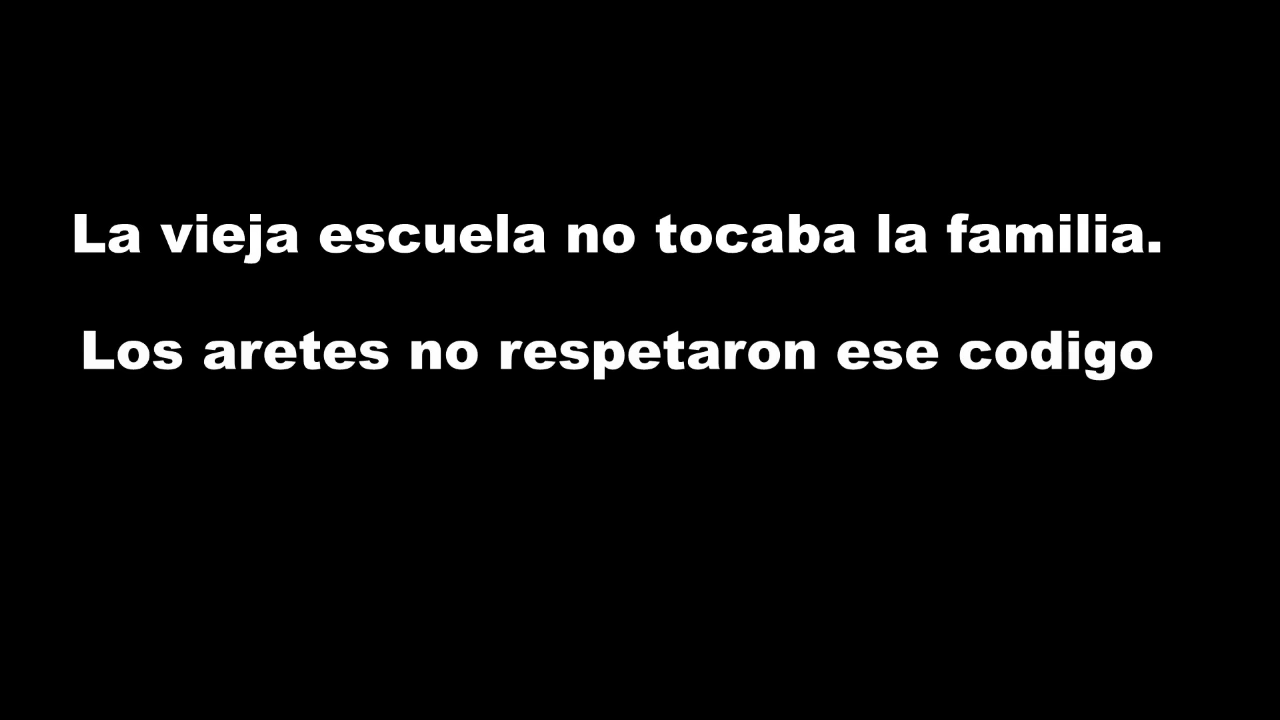 La vieja escuela no tocaba la familia.
Los aretes no respetaron ese codigo